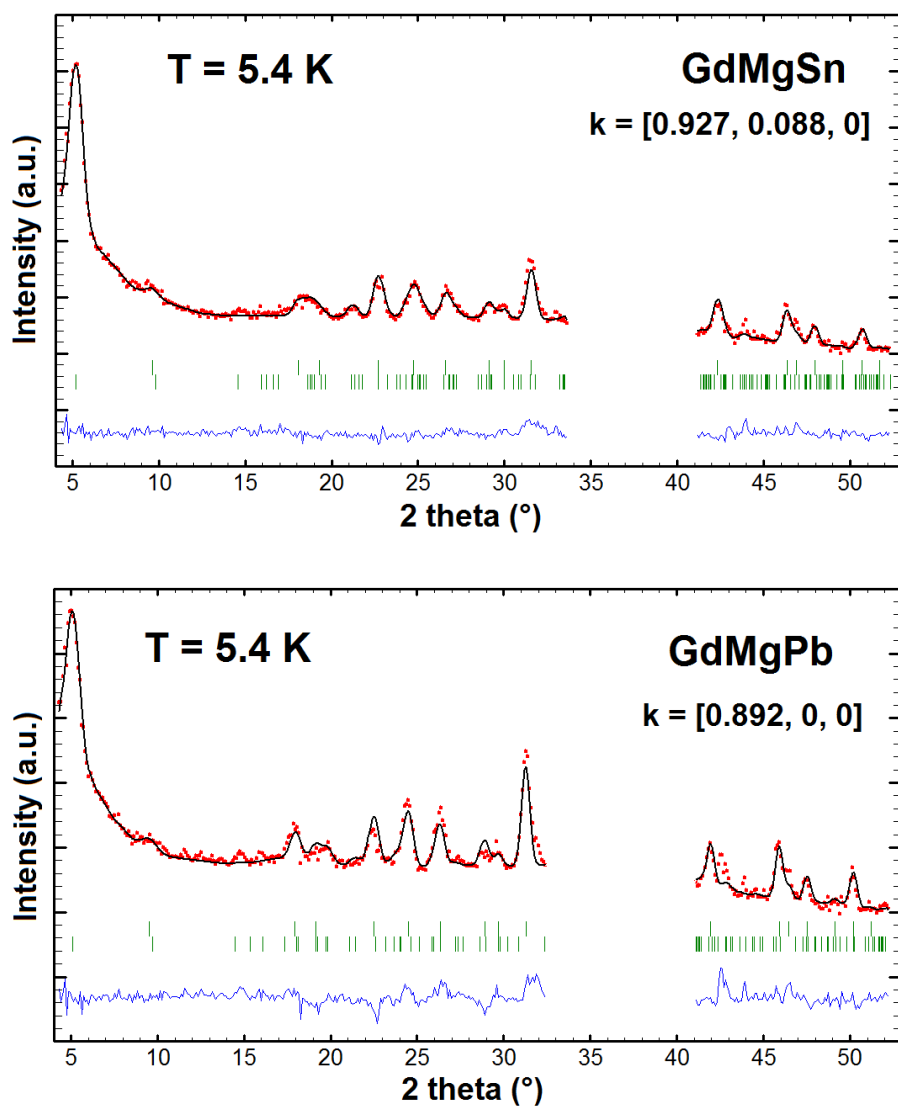 T = 5.4 K
GdMgSn
k = [0.927, 0.088, 0]
Intensity (a.u.)
5 10 15 20 25 30 35 40 45 50
2 theta (°)
T = 5.4 K
GdMgPb
k = [0.892, 0, 0]
Intensity (a.u.)
5 10 15 20 25 30 35 40 45 50
2 theta (°)